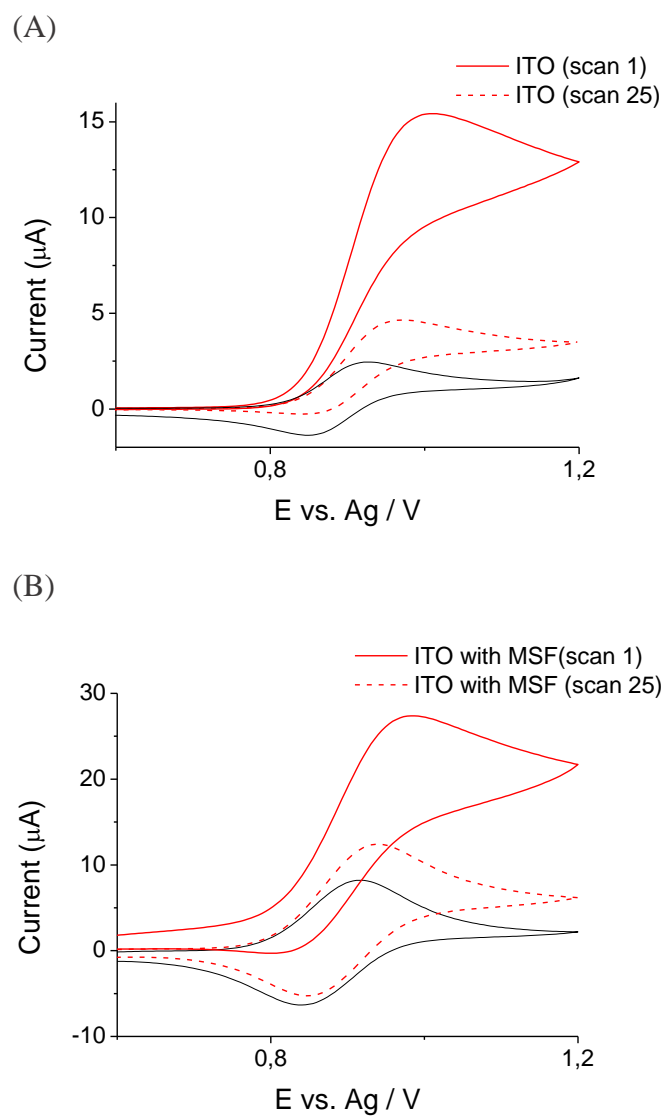 (A)
ITO (scan 1)
ITO (scan 25)
15
10
5
0
Current (μA)
0,8
1,2
E vs. Ag / V
(B)
ITO with MSF(scan 1)
ITO with MSF (scan 25)
30
20
10
0
-10
Current (μA)
0,8
1,2
E vs. Ag / V